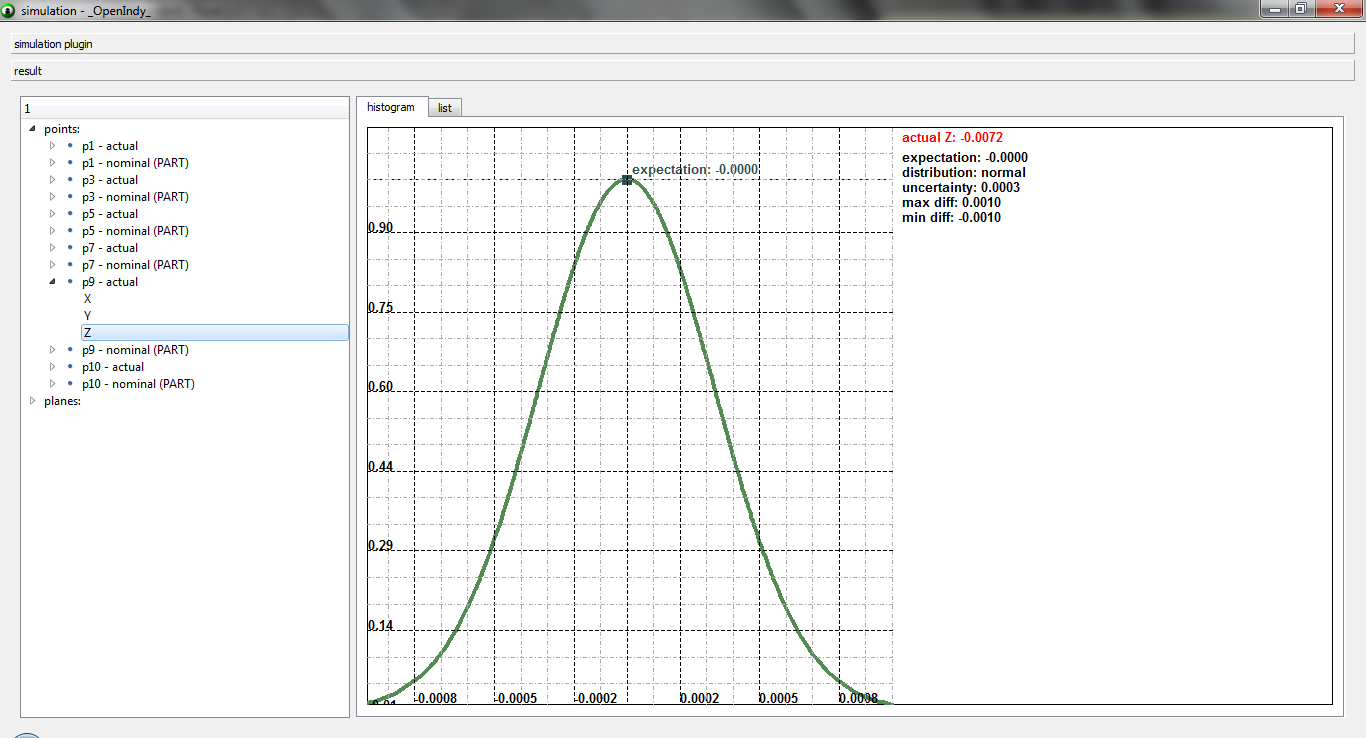 simulation - _OpenIndy_
simulation plugin
result
1
points:
p1 - actual
p1 - nominal (PART)
p3 - actual
p3 - nominal (PART)
p5 - actual
p5 - nominal (PART)
p7 - actual
p7 - nominal (PART)
p9 - actual
X
Y
Z
p9 - nominal (PART)
p10 - actual
p10 - nominal (PART)
planes:
histogram list
expectation: -0.0000
0.90
0.75
0.60
0.44
0.29
0.14
-0.0008 -0.0005 -0.0002 0.0002 0.0005 0.0008
actual Z: -0.0072
expectation: -0.0000
distribution: normal
uncertainty: 0.0003
max diff: 0.0010
min diff: -0.0010